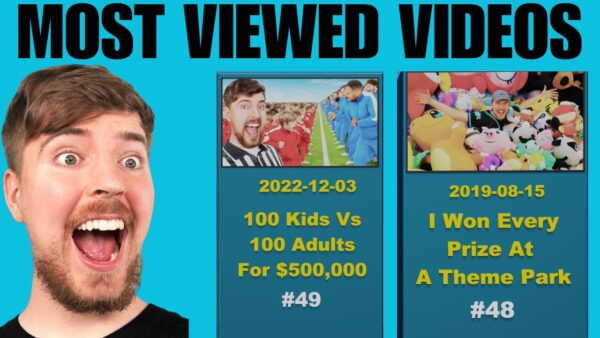 MOST VIEWED VIDEOS
2022-12-03
100 Kids Vs
100 Adults
For $500,000
#49
2019-08-15
I Won Every
Prize At
A Theme Park
#48